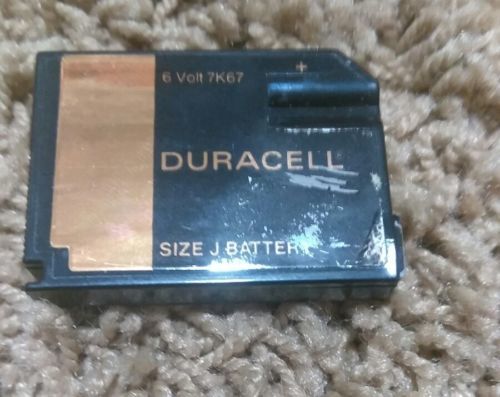 6 Volt 7K67
+
DURACELL
SIZE J BATTERY